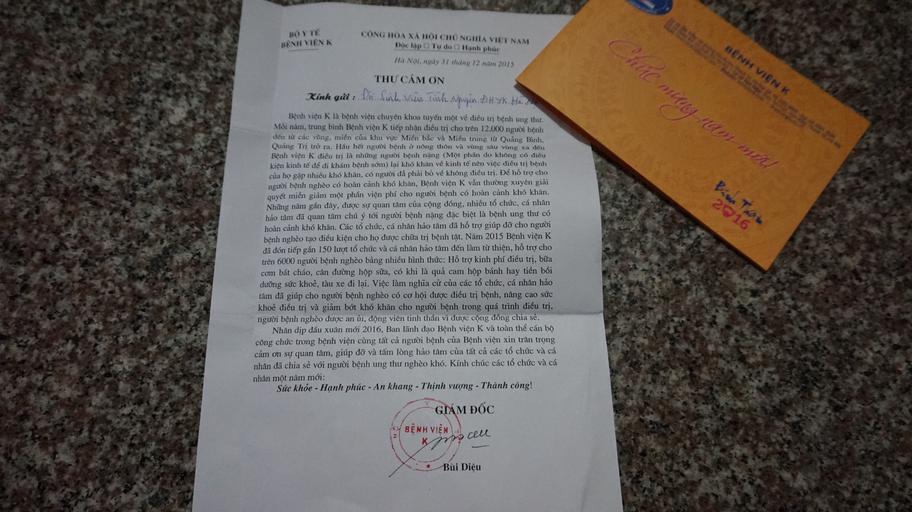 BỘ Y TẾ
BỆNH VIỆN K
CỘNG HÒA XÃ HỘI CHỦ NGHĨA VIỆT NAM
Độc lập □ Tự do □ Hạnh phúc
Hà Nội, ngày 31 tháng 12 năm 2015
THƯ CẢM ƠN
Kính gửi : Đội Sinh Viên Tình Nguyện ĐH YK Hà Nội
Bệnh viện K là bệnh viện chuyên khoa tuyến một về điều trị bệnh ung thư.
Mỗi năm, trung bình Bệnh viện K tiếp nhận điều trị cho trên 12.000 người bệnh
đến từ các vùng, miền của khu vực Miền bắc và Miền trung từ Quảng Bình,
Quảng Trị trở ra. Hầu hết người bệnh ở nông thôn và vùng sâu vùng xa đến
Bệnh viện K điều trị là những người bệnh nặng (Một phần do không có điều
kiện kinh tế để đi khám bệnh sớm) lại khó khăn về kinh tế nên việc điều trị bệnh
của họ gặp nhiều khó khăn, có người đã phải bỏ về không điều trị. Để hỗ trợ cho
người bệnh nghèo có hoàn cảnh khó khăn, Bệnh viện K vẫn thường xuyên giải
quyết miễn giảm một phần viện phí cho người bệnh có hoàn cảnh khó khăn.
Những năm gần đây, được sự quan tâm của cộng đồng, nhiều tổ chức, cá nhân
hảo tâm đã quan tâm chú ý tới người bệnh nặng đặc biệt là bệnh ung thư có
hoàn cảnh khó khăn. Các tổ chức, cá nhân hảo tâm đã hỗ trợ giúp đỡ cho người
bệnh nghèo tạo điều kiện cho họ được chữa trị bệnh tật. Năm 2015 Bệnh viện K
đã đón tiếp gần 150 lượt tổ chức và cá nhân hảo tâm đến làm từ thiện, hỗ trợ cho
trên 6000 người bệnh nghèo bằng nhiều hình thức: Hỗ trợ kinh phí điều trị, bữa
cơm bát cháo, cân đường hộp sữa, có khi là quả cam hộp bánh hay tiền bồi
dưỡng sức khoẻ, tàu xe đi lại. Việc làm nghĩa cử của các tổ chức, cá nhân hảo
tâm đã giúp cho người bệnh nghèo có cơ hội được điều trị bệnh, nâng cao sức
khoẻ điều trị và giảm bớt khó khăn cho người bệnh trong quá trình điều trị,
người bệnh nghèo được an ủi, động viên tinh thần vì được cộng đồng chia sẻ.
Nhân dịp đầu xuân mới 2016, Ban lãnh đạo Bệnh viện K và toàn thể cán bộ
công chức trong bệnh viện cùng tất cả người bệnh của Bệnh viện xin trân trọng
cảm ơn sự quan tâm, giúp đỡ và tấm lòng hảo tâm của tất cả các tổ chức và cá
nhân đã chia sẻ với người bệnh ung thư nghèo khó. Kính chúc các tổ chức và cá
nhân một năm mới:
Sức khỏe - Hạnh phúc - An khang - Thịnh vượng - Thành công!
GIÁM ĐỐC
BỆNH VIỆN
K
Bùi Diệu
BỆNH VIỆN K
Chúc mừng năm mới!
Bính Thân
2016